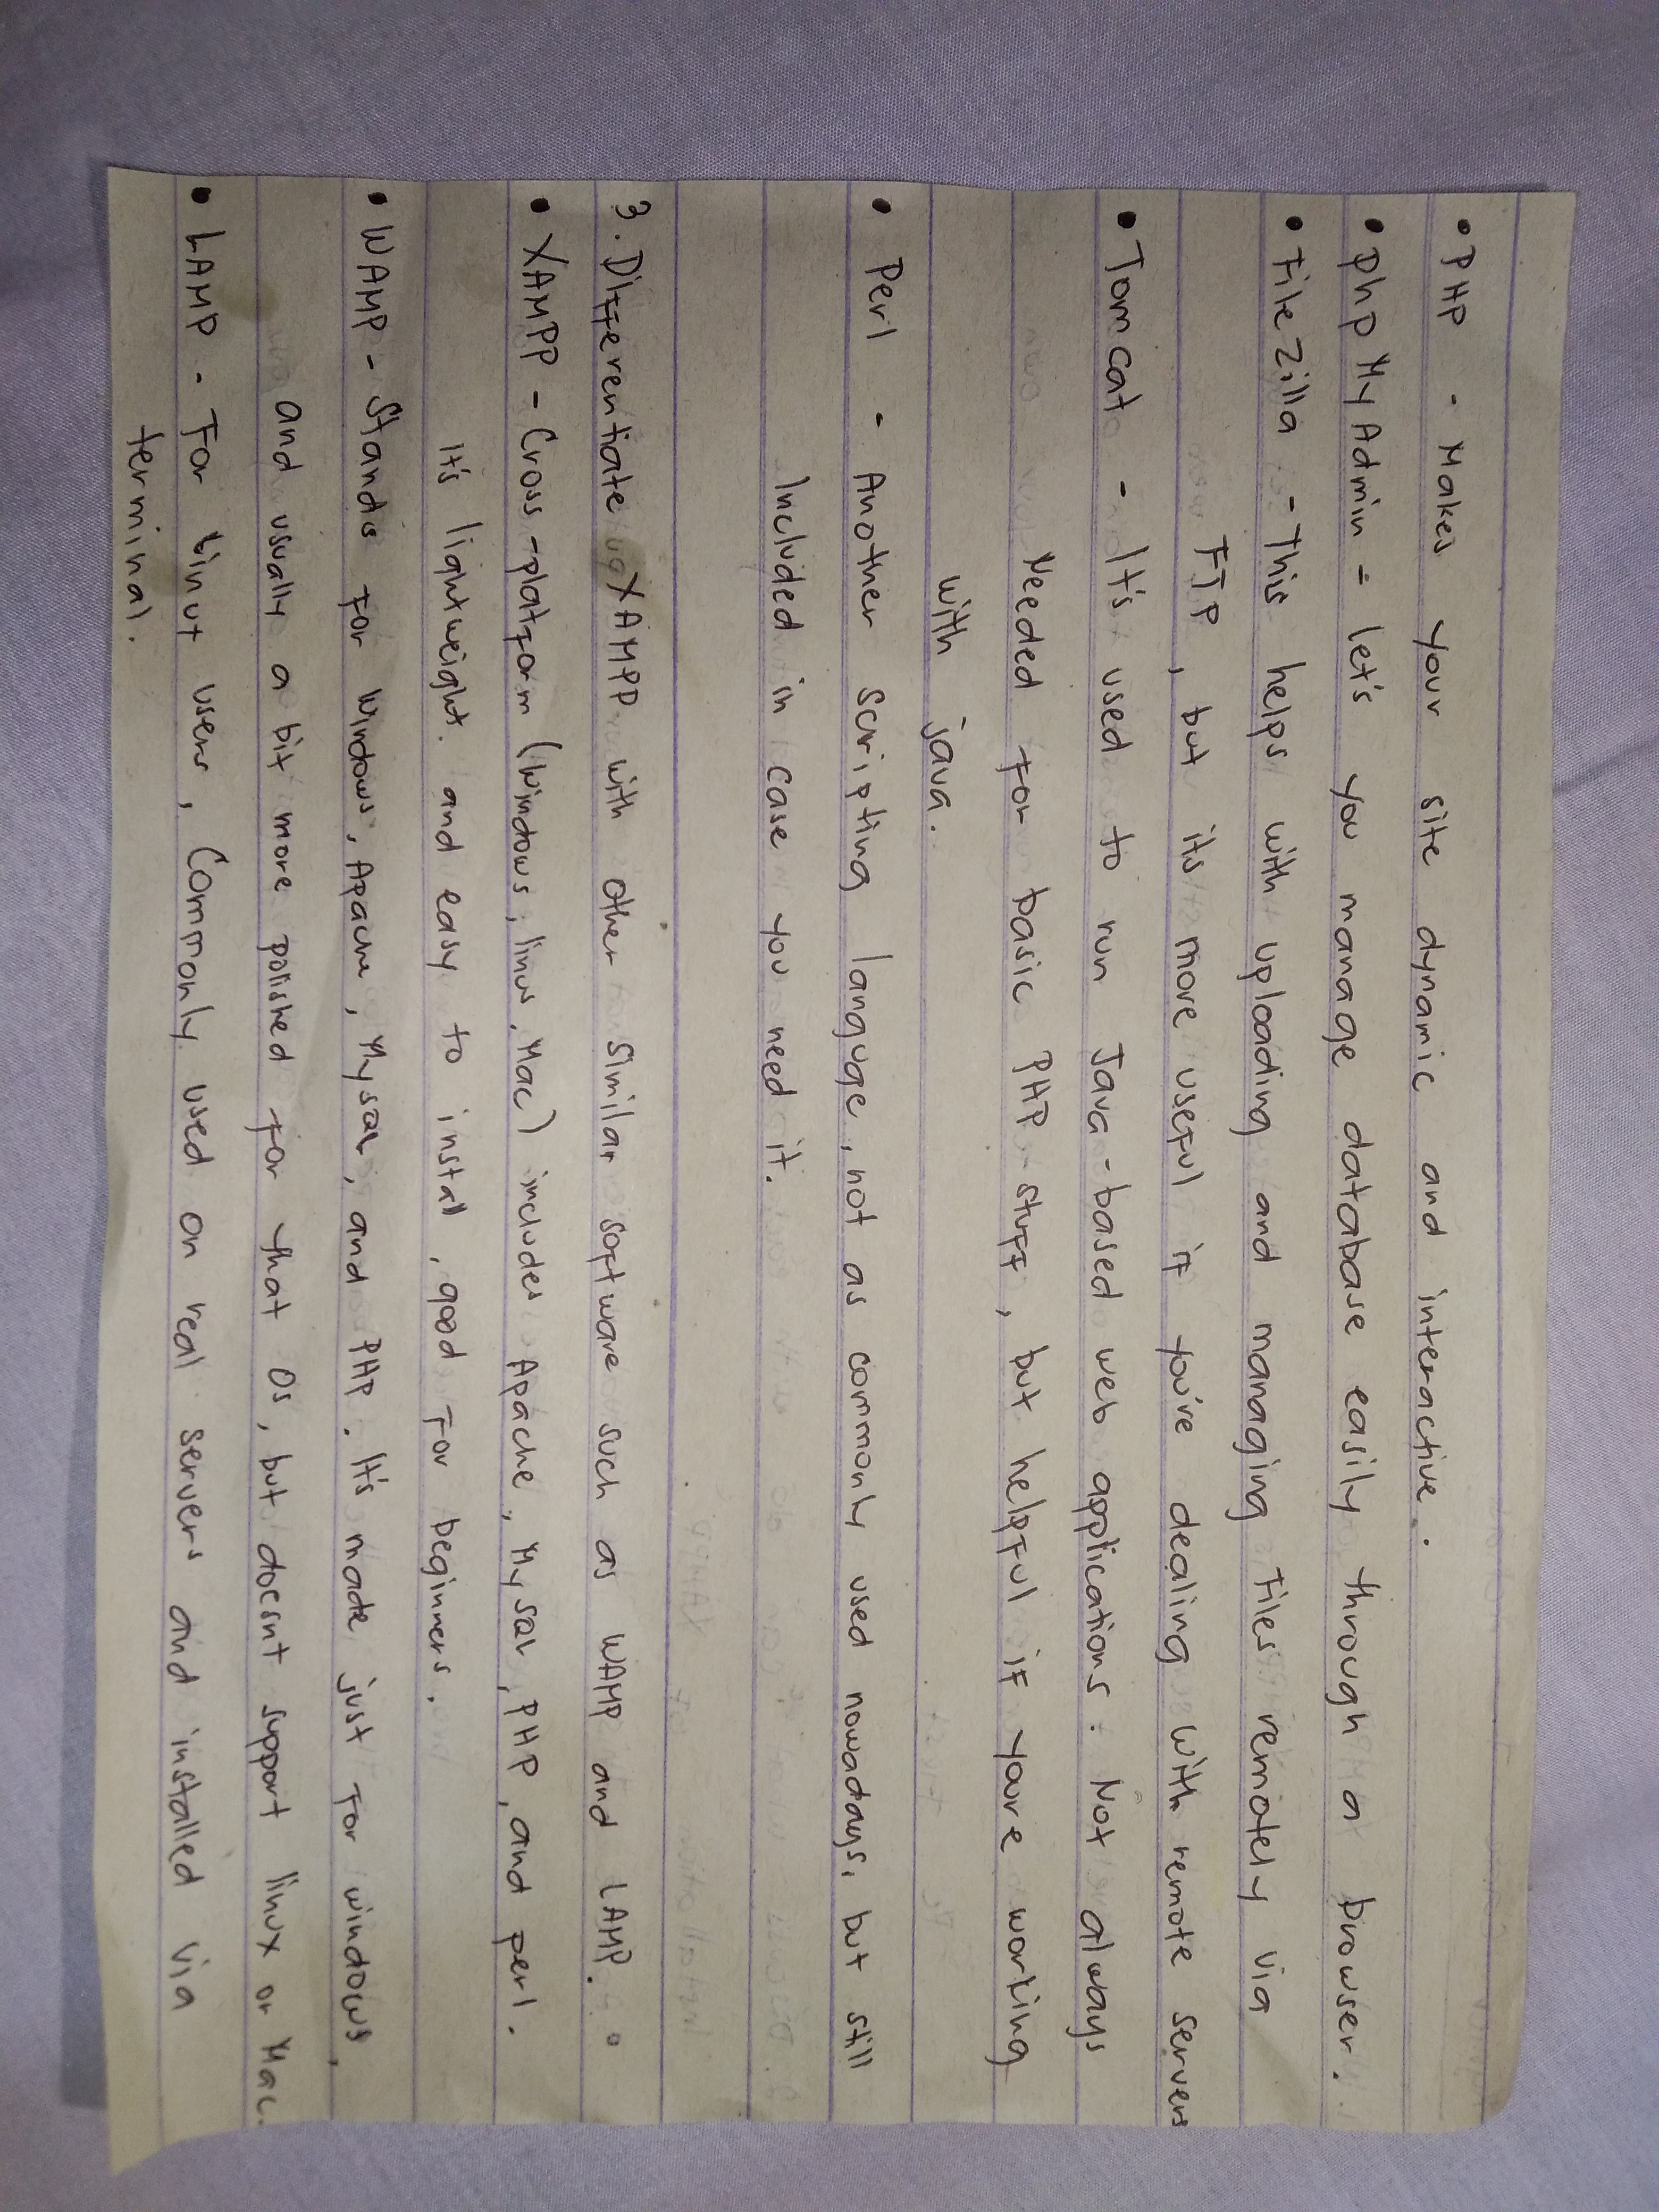 • PHP - Makes your site dynamic and interactive.
• php My Admin - let's you manage database easily through a browser.
• FileZilla - This helps with uploading and managing Files remotely via
FTP, but its more useful if you're dealing with remote servers
• Tomcat - It's used to run Java-based web applications. Not always
Needed for basic PHP stuff, but helpful if youre working
with java.
• Perl - Another scripting languge, not as commonly used nowadays, but still
Included in case you need it.
3. Differentiate XAMPP with other similar software such as WAMP and LAMP.
• XAMPP - Cross-platform (Windows, linus, Mac) includes Apache, MySQL, PHP, and perl.
It's lightweight. and easy to install, good for beginners.
• WAMP - Stands for Windows, Apache, MySQL, and PHP. It's made just for windows,
and usually a bit more polished for that OS, but doesnt support linux or Mac.
• LAMP - For users, Commonly used on real servers and installed via
terminal.